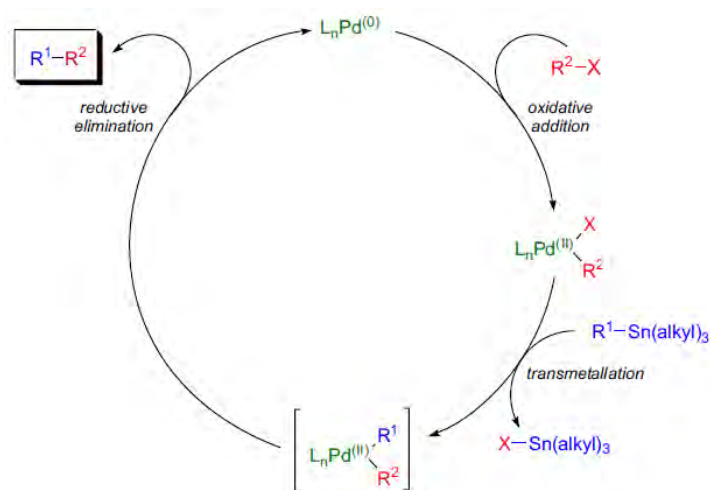 LnPd(0)
R1–R2
R2–X
reductive
elimination
oxidative
addition
X
LnPd(II)
R2
R1–Sn(alkyl)3
transmetallation
R1
LnPd(II)
R2
X–Sn(alkyl)3